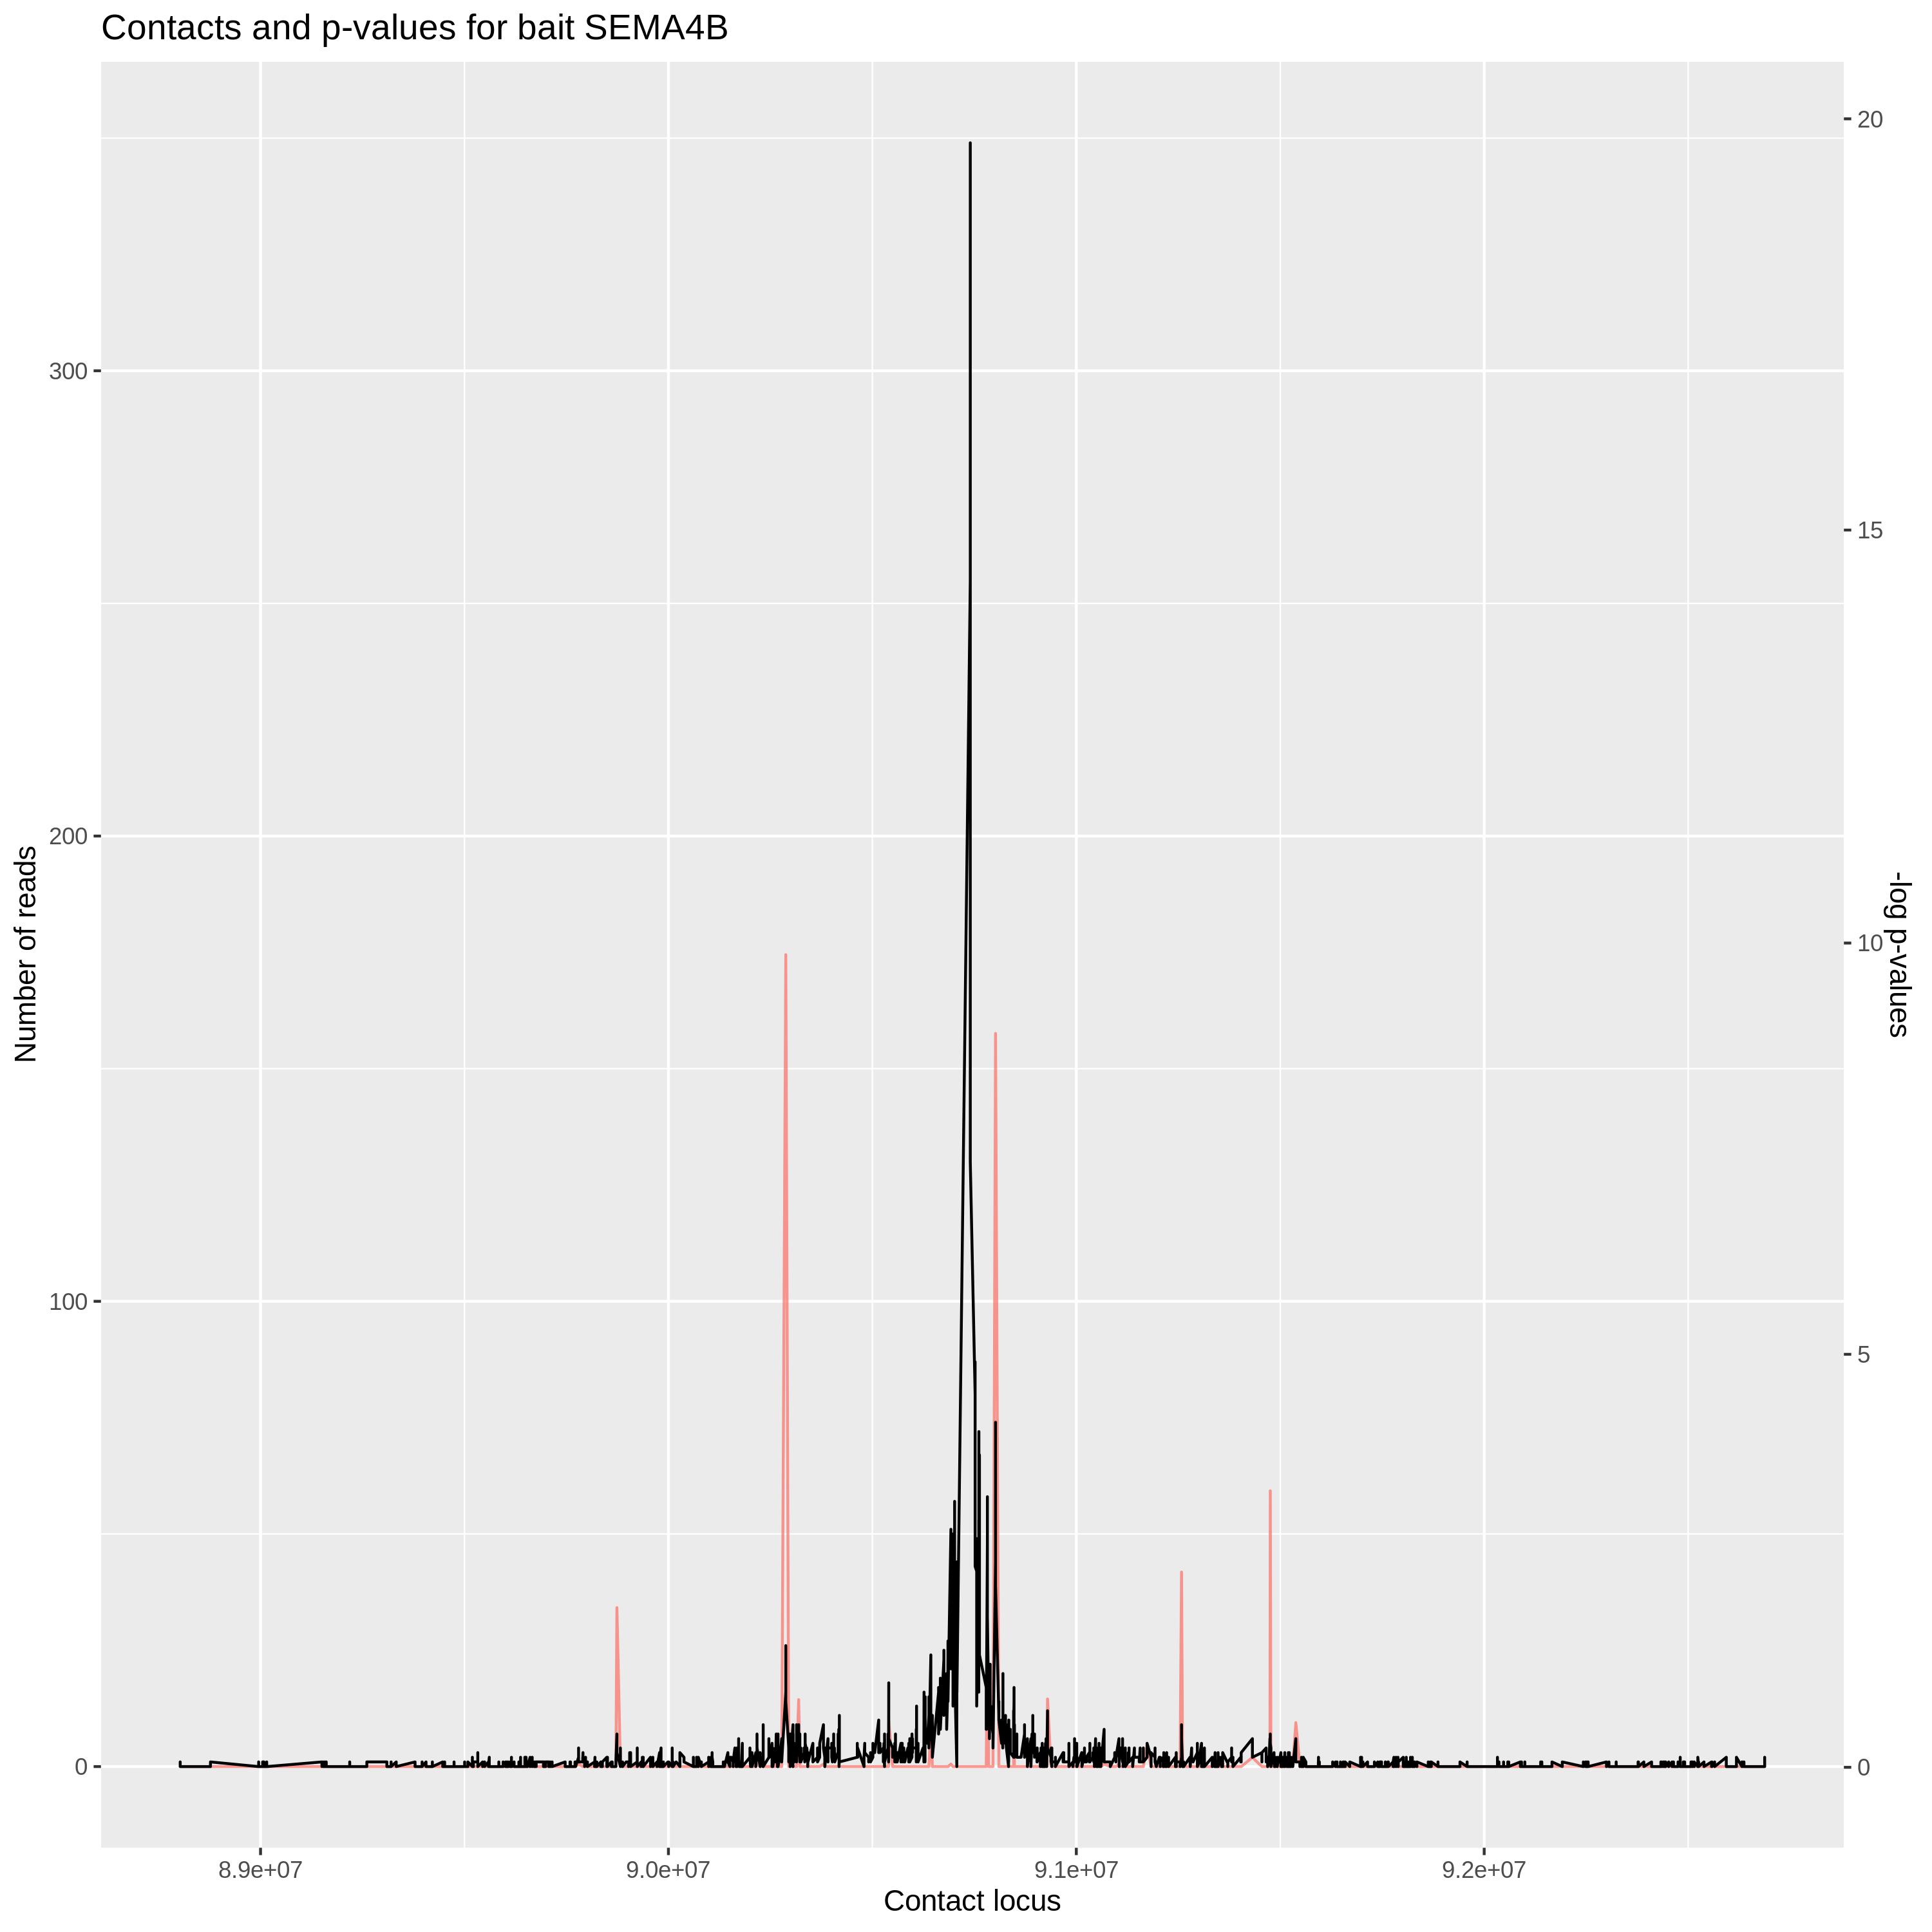 Contacts and p-values for bait SEMA4B
Number of reads
300
200
100
0
20
15
10
5
0
-log p-values
8.9e+07 9.0e+07 9.1e+07 9.2e+07
Contact locus